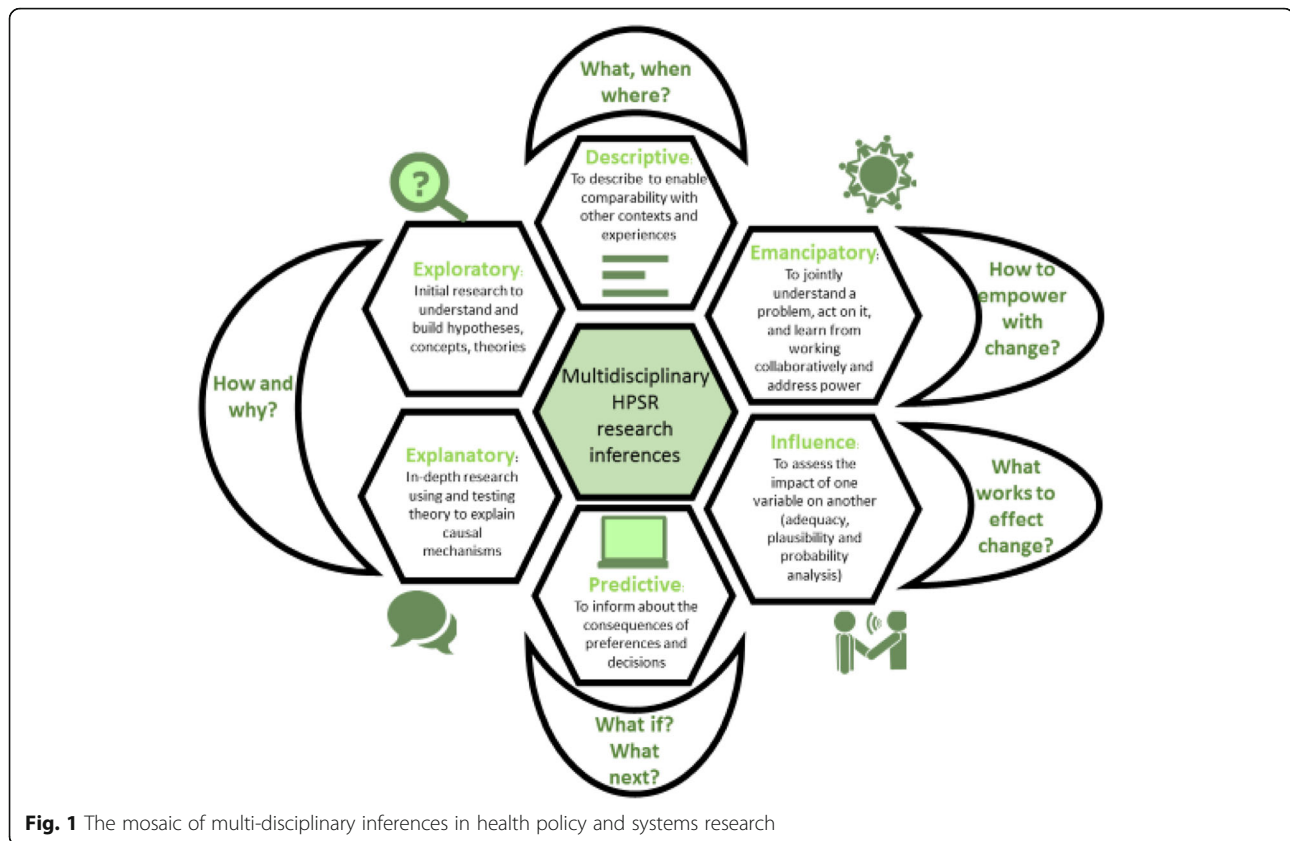 What, when
where?
Descriptive:
To describe to enable
comparability with
other contexts and
experiences
?
Exploratory:
Initial research to
understand and
build hypotheses,
concepts, theories
Emancipatory:
To jointly
understand a
problem, act on it,
and learn from
working
collaboratively and
address power
How to
empower
with
change?
How and
why?
Multidisciplinary
HPSR
research
inferences
Explanatory:
In-depth research
using and testing
theory to explain
causal
mechanisms
Influence:
To assess the
impact of one
variable on another
(adequacy,
plausibility and
probability
analysis)
What
works to
effect
change?
Predictive:
To inform about the
consequences of
preferences and
decisions
What if?
What
next?
Fig. 1 The mosaic of multi-disciplinary inferences in health policy and systems research